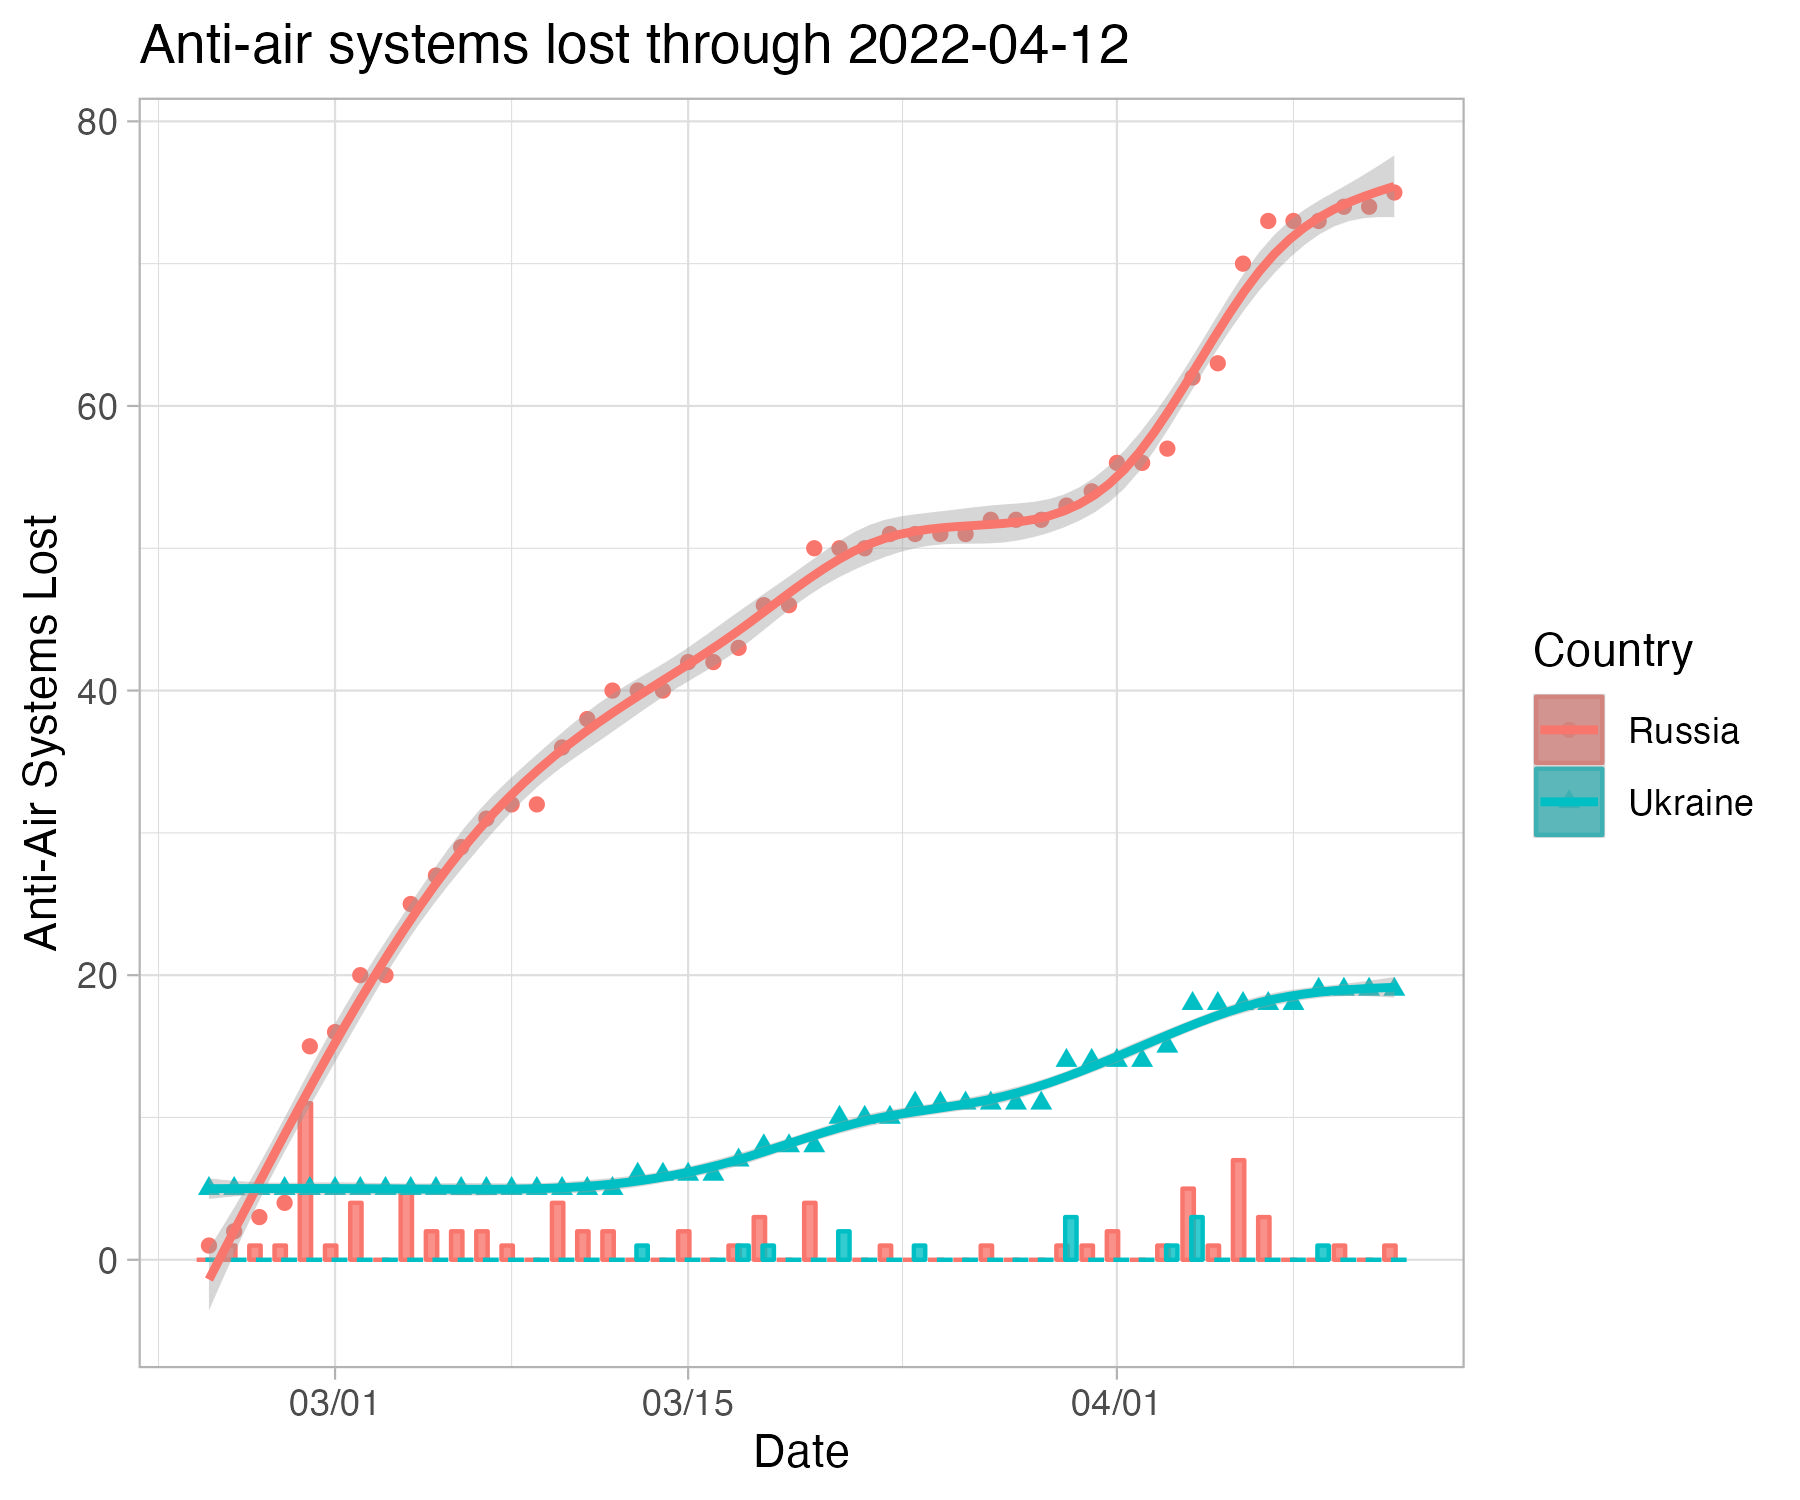 Anti-air systems lost through 2022-04-12
80
60
40
20
0
Anti-Air Systems Lost
03/01
03/15
04/01
Date
Country
Russia
Ukraine